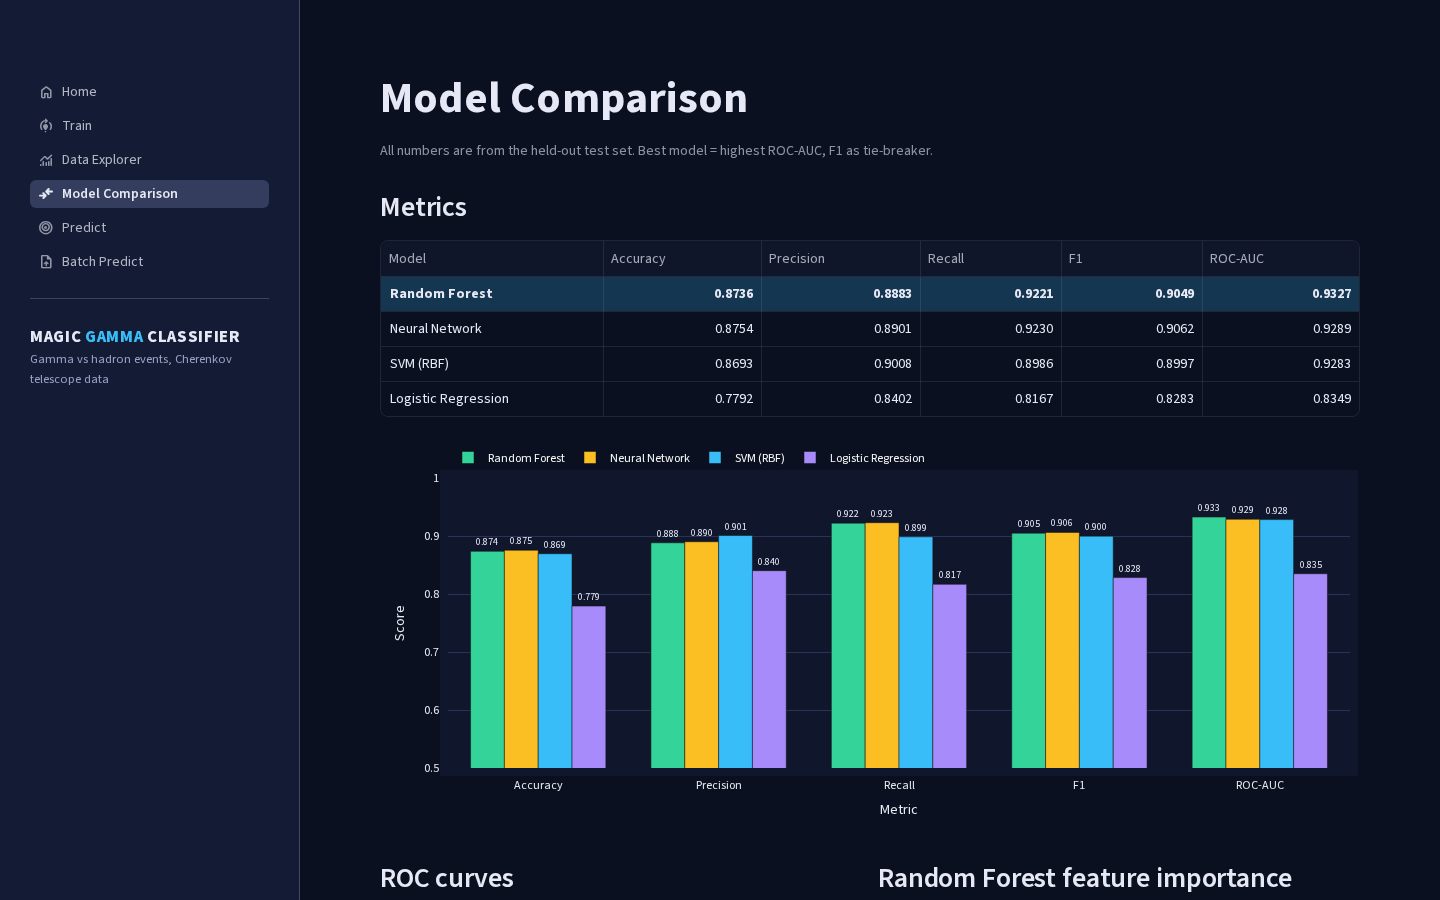 Home
Train
Data Explorer
Model Comparison
Predict
Batch Predict
MAGIC GAMMA CLASSIFIER
Gamma vs hadron events, Cherenkov
telescope data
Model Comparison
All numbers are from the held-out test set. Best model = highest ROC-AUC, F1 as tie-breaker.
Metrics
Model Accuracy Precision Recall F1 ROC-AUC
Random Forest 0.8736 0.8883 0.9221 0.9049 0.9327
Neural Network 0.8754 0.8901 0.9230 0.9062 0.9289
SVM (RBF) 0.8693 0.9008 0.8986 0.8997 0.9283
Logistic Regression 0.7792 0.8402 0.8167 0.8283 0.8349
Random Forest Neural Network SVM (RBF) Logistic Regression
1
0.9
0.8
0.7
0.6
0.5
Score
0.874 0.875 0.869 0.779
0.888 0.890 0.901 0.840
0.922 0.923 0.899 0.817
0.905 0.906 0.900 0.828
0.933 0.929 0.928 0.835
Accuracy Precision Recall F1 ROC-AUC
Metric
ROC curves
Random Forest feature importance